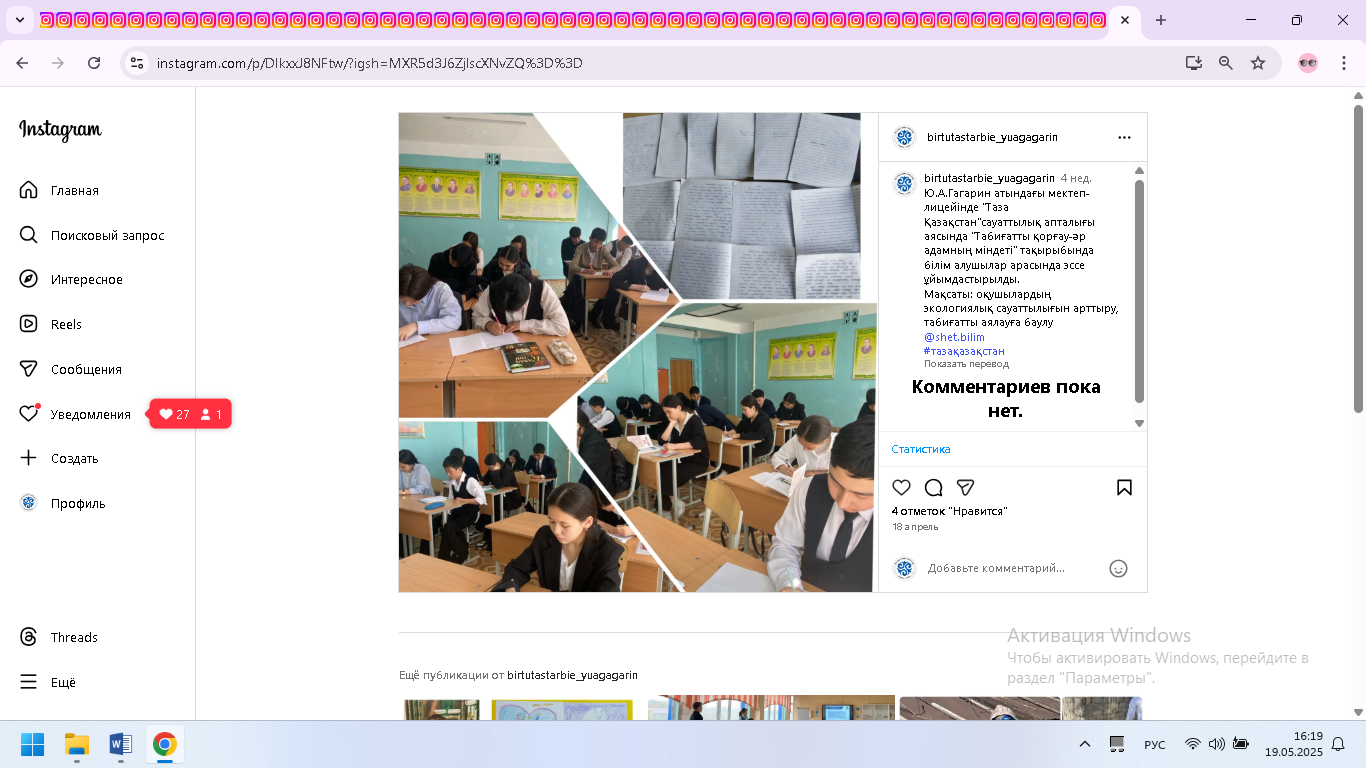 instagram.com/p/DIkxxJ8NFtw/?igsh=MXR5d3J6ZjlscXNvZQ%3D%3D
Instagram
Главная
Поисковый запрос
Интересное
Reels
Сообщения
Уведомления
27 1
Создать
Профиль
Threads
Ещё
birtutastarbie_yuagagarin
birtutastarbie_yuagagarin 4 нед.
Ю.А.Гагарин атындағы мектеп-
лицейінде "Таза
Қазақстан"сауаттылық апталығы
аясында "Табиғатты қорғау-әр
адамның міндеті" тақырыбында
білім алушылар арасында эссе
ұйымдастырылды.
Мақсаты: оқушылардың
экологиялық сауаттылығын арттыру,
табиғатты аялауға баулу
@shet.bilim
#тазақазақстан
Показать перевод
Комментариев пока
нет.
Статистика
4 отметок "Нравится"
18 апрель
Добавьте комментарий...
Ещё публикации от birtutastarbie_yuagagarin
Активация Windows
Чтобы активировать Windows, перейдите в
раздел "Параметры".
РУС
16:19
19.05.2025